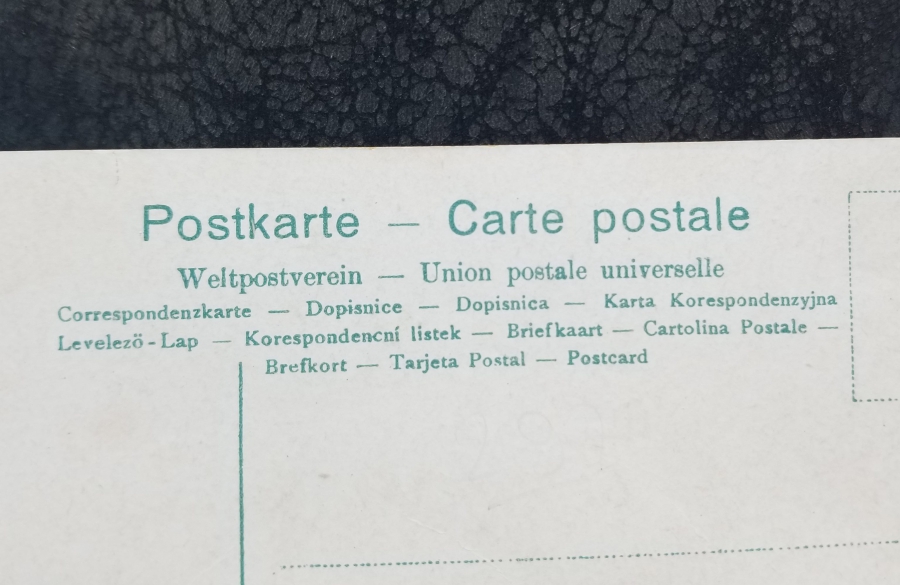 Postkarte — Carte postale
Weltpostverein — Union postale universelle
Correspondenzkarte — Dopisnice — Dopisnica — Karta Korespondenzyjna
Levelezö-Lap — Korespondencní listek — Briefkaart — Cartolina Postale —
Brefkort — Tarjeta Postal — Postcard